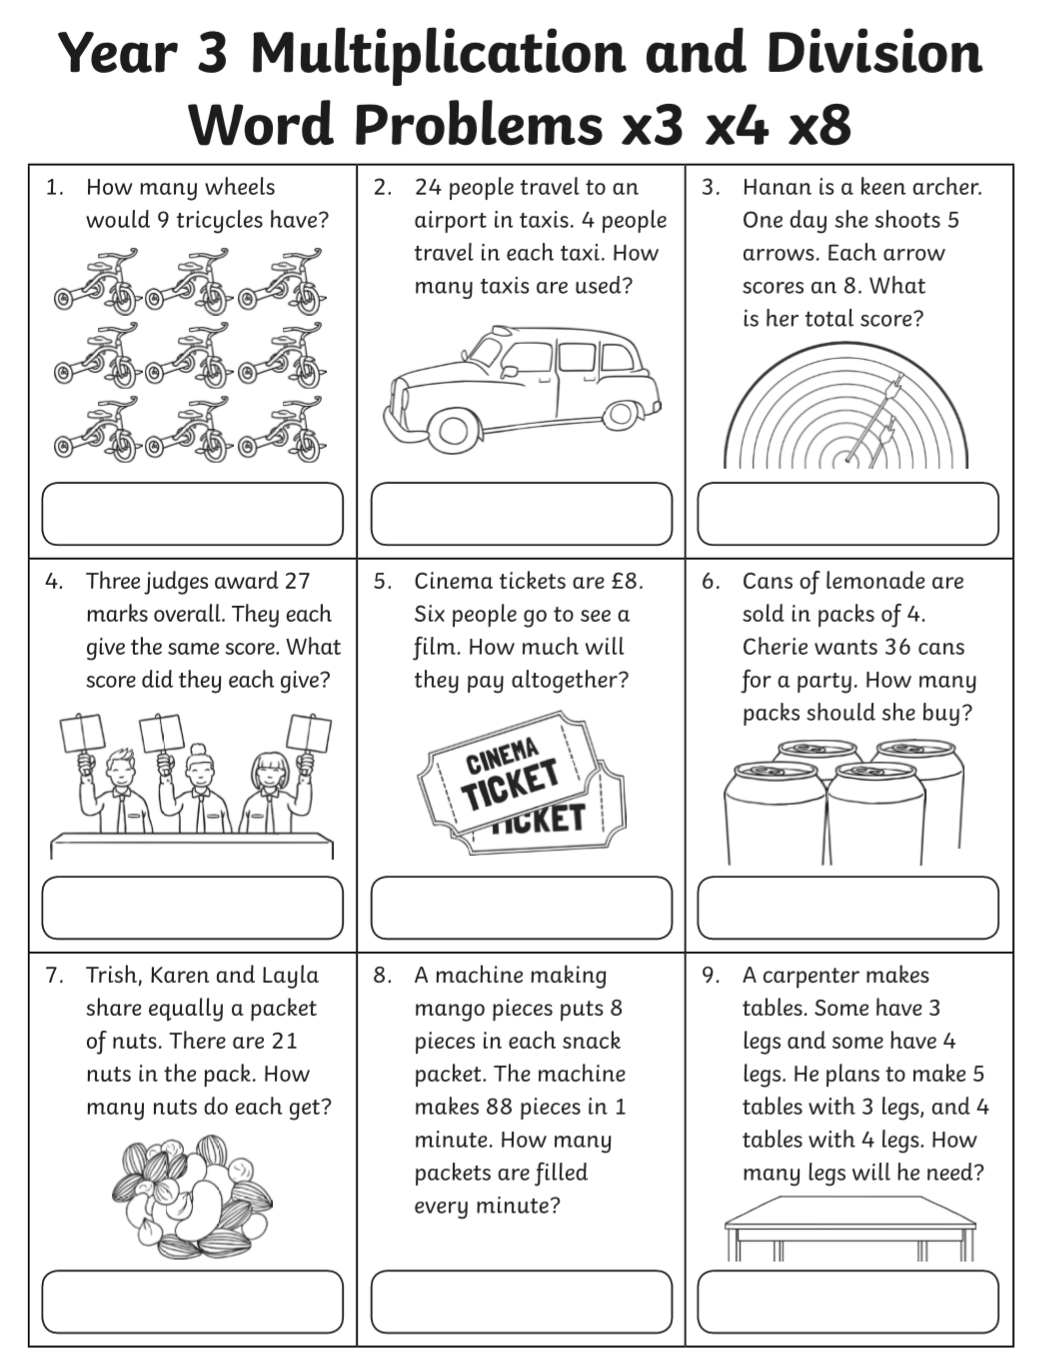 Year 3 Multiplication and Division
Word Problems x3 x4 x8
1. How many wheels
would 9 tricycles have?
2. 24 people travel to an
airport in taxis. 4 people
travel in each taxi. How
many taxis are used?
3. Hanan is a keen archer.
One day she shoots 5
arrows. Each arrow
scores an 8. What
is her total score?
4. Three judges award 27
marks overall. They each
give the same score. What
score did they each give?
5. Cinema tickets are £8.
Six people go to see a
film. How much will
they pay altogether?
CINEMA
TICKET
TICKET
6. Cans of lemonade are
sold in packs of 4.
Cherie wants 36 cans
for a party. How many
packs should she buy?
7. Trish, Karen and Layla
share equally a packet
of nuts. There are 21
nuts in the pack. How
many nuts do each get?
8. A machine making
mango pieces puts 8
pieces in each snack
packet. The machine
makes 88 pieces in 1
minute. How many
packets are filled
every minute?
9. A carpenter makes
tables. Some have 3
legs and some have 4
legs. He plans to make 5
tables with 3 legs, and 4
tables with 4 legs. How
many legs will he need?